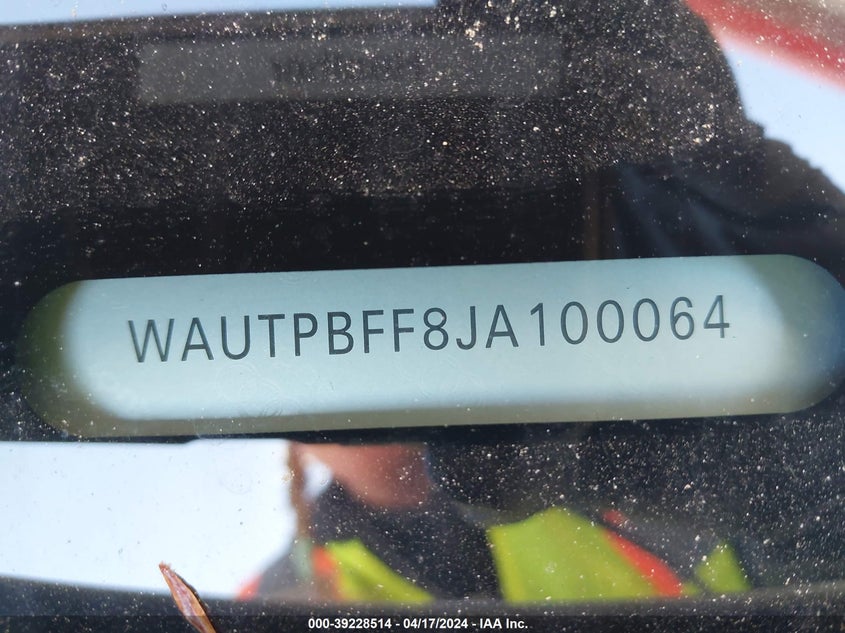 WAUTPBFF8JA100064
000-39228514 - 04/17/2024 - IAA Inc.